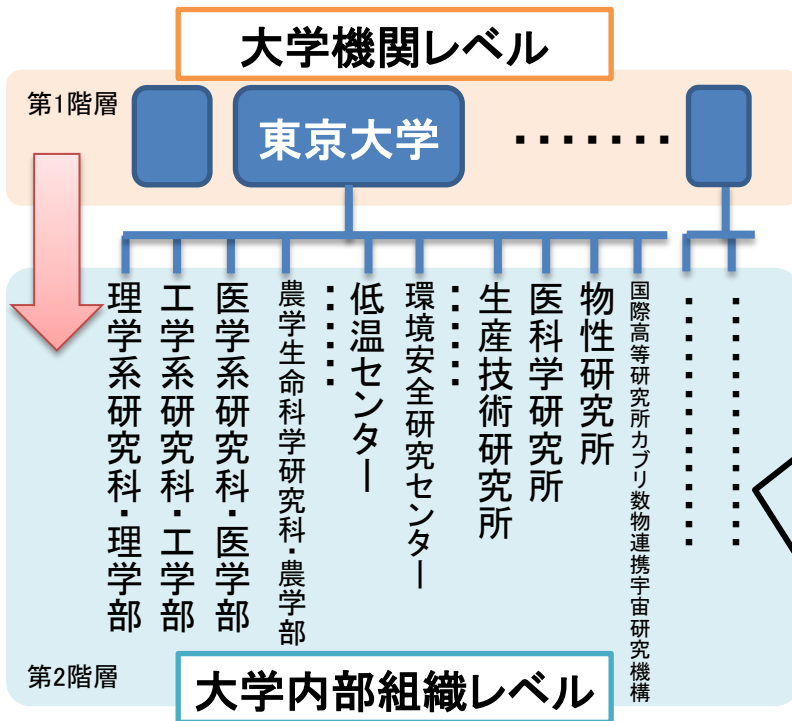 大学機関レベル
第1階層
東京大学
・・・・・・・
理学系研究科・理学部
工学系研究科・工学部
医学系研究科・医学部
農学生命科学研究科・農学部
低温センター
環境安全研究センター
生産技術研究所
医科学研究所
物性研究所
国際高等研究所カブリ数物連携宇宙研究機構
第2階層
大学内部組織レベル